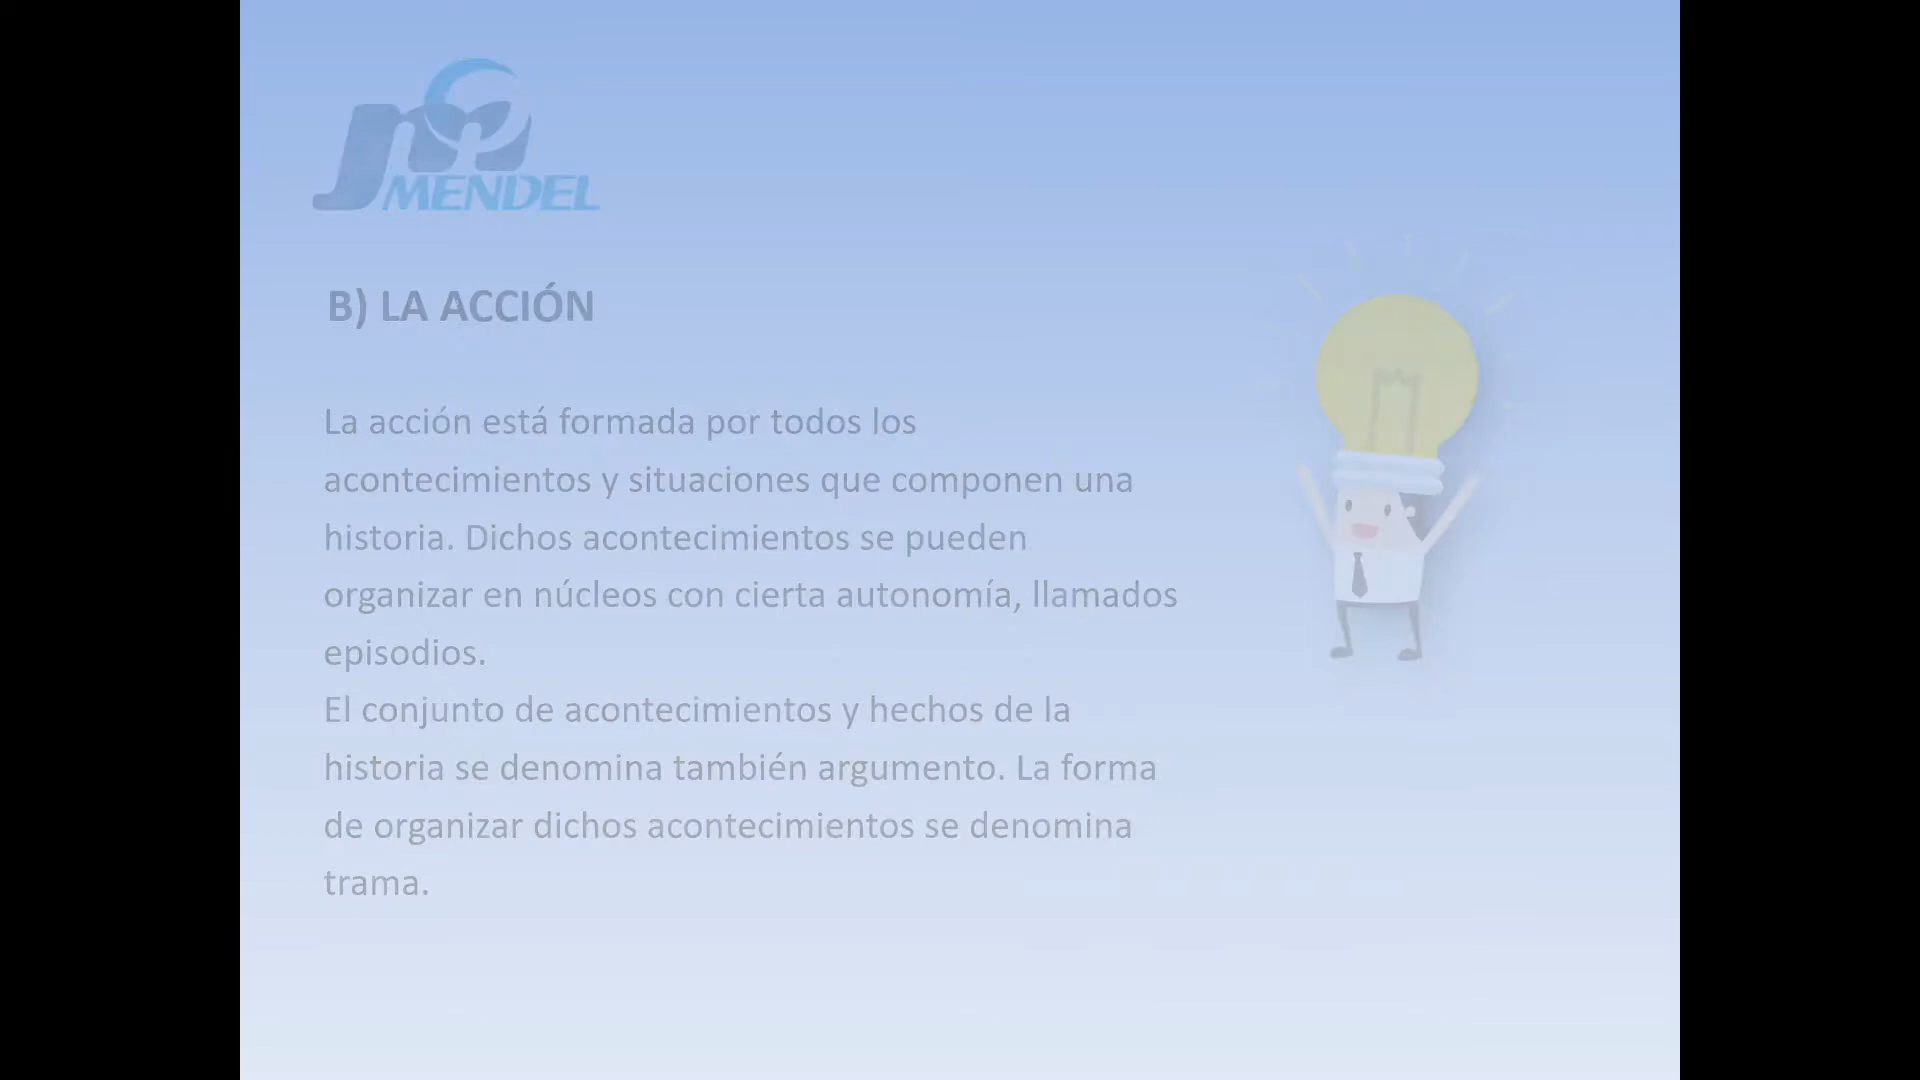 JM
MENDEL
B) LA ACCIÓN
La acción está formada por todos los
acontecimientos y situaciones que componen una
historia. Dichos acontecimientos se pueden
organizar en núcleos con cierta autonomía, llamados
episodios.
El conjunto de acontecimientos y hechos de la
historia se denomina también argumento. La forma
de organizar dichos acontecimientos se denomina
trama.